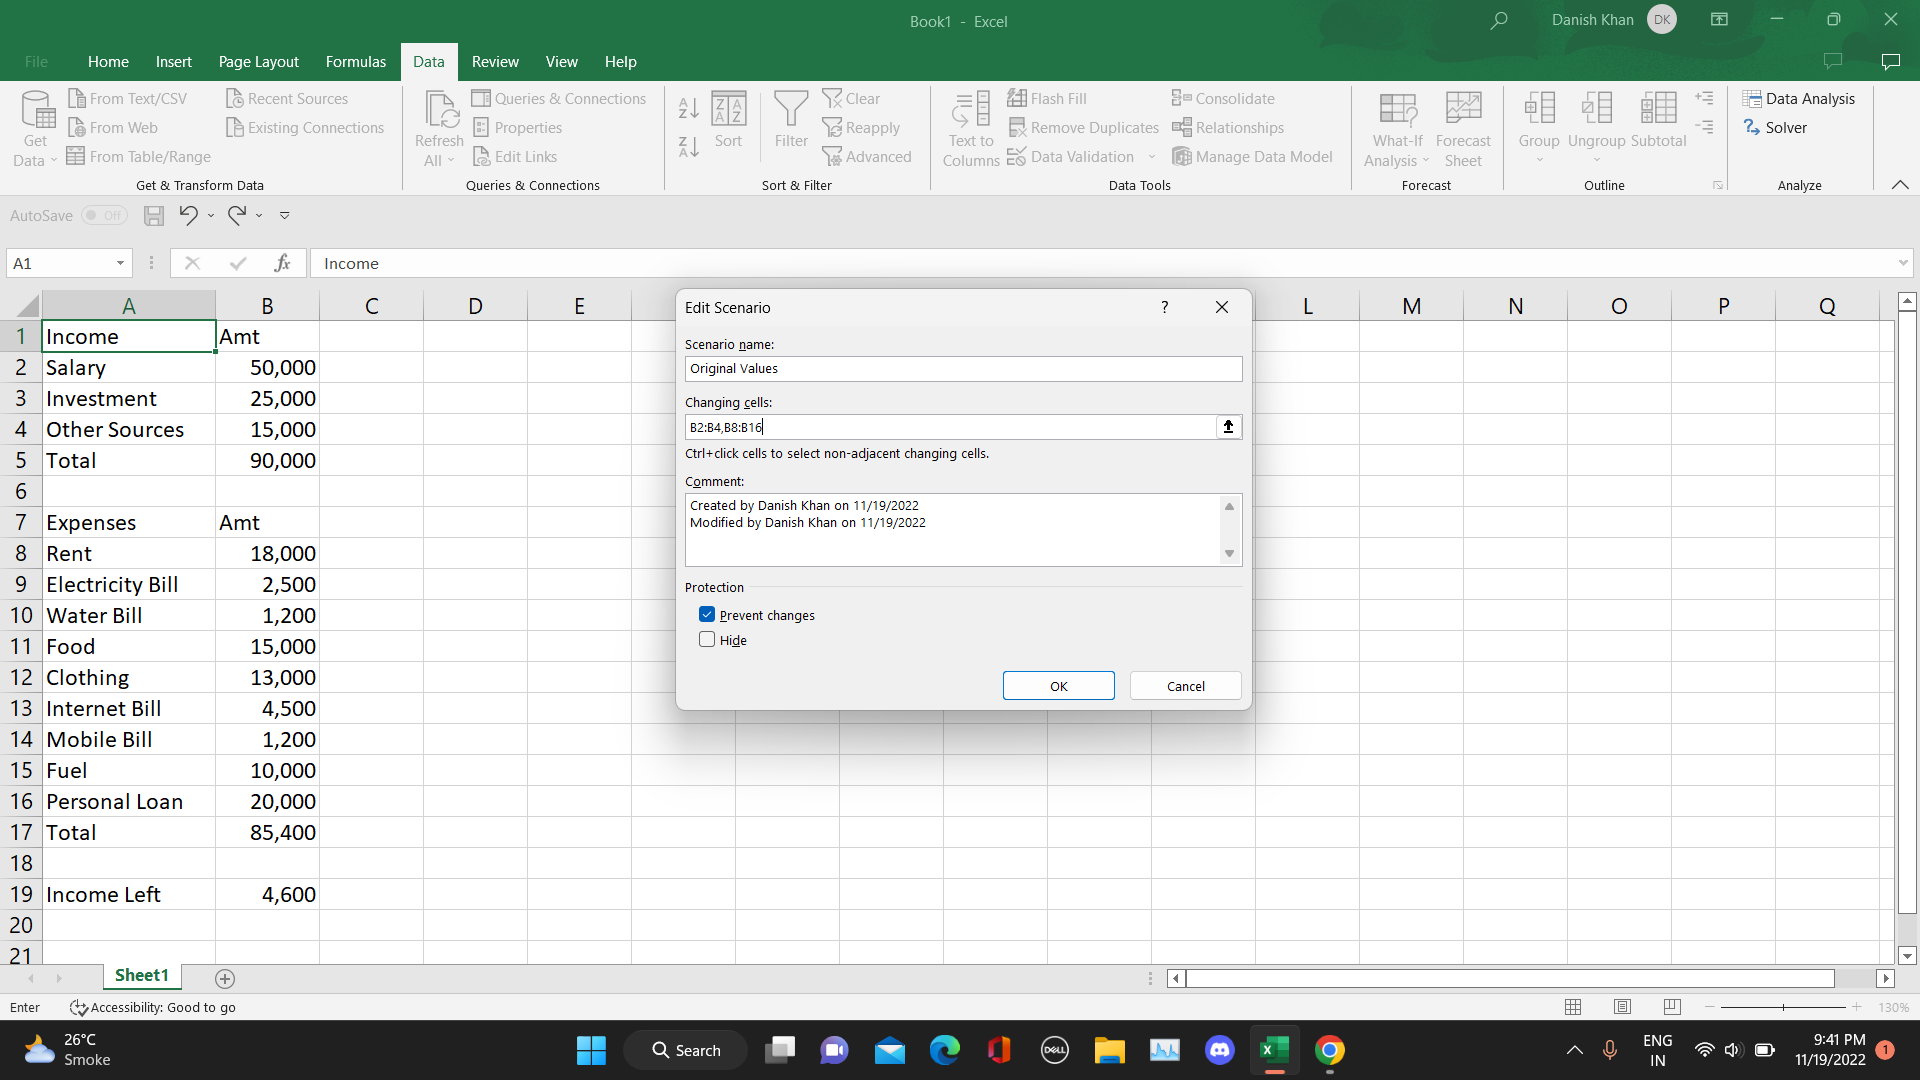 Book1 - Excel
Danish Khan DK
File Home Insert Page Layout Formulas Data Review View Help
Get Data
From Text/CSV
From Web
From Table/Range
Recent Sources
Existing Connections
Get & Transform Data
Refresh All
Queries & Connections
Properties
Edit Links
Queries & Connections
Sort
Filter
Clear
Reapply
Advanced
Sort & Filter
Text to Columns
Flash Fill
Remove Duplicates
Data Validation
Consolidate
Relationships
Manage Data Model
Data Tools
What-If Analysis
Forecast Sheet
Forecast
Group
Ungroup
Subtotal
Outline
Data Analysis
Solver
Analyze
AutoSave Off
A1 fx Income
A B C D E L M N O P Q
1 Income Amt
2 Salary 50,000
3 Investment 25,000
4 Other Sources 15,000
5 Total 90,000
6
7 Expenses Amt
8 Rent 18,000
9 Electricity Bill 2,500
10 Water Bill 1,200
11 Food 15,000
12 Clothing 13,000
13 Internet Bill 4,500
14 Mobile Bill 1,200
15 Fuel 10,000
16 Personal Loan 20,000
17 Total 85,400
18
19 Income Left 4,600
20
21
Edit Scenario ?
Scenario name:
Original Values
Changing cells:
B2:B4,B8:B16
Ctrl+click cells to select non-adjacent changing cells.
Comment:
Created by Danish Khan on 11/19/2022
Modified by Danish Khan on 11/19/2022
Protection
Prevent changes
Hide
OK Cancel
Sheet1
Enter Accessibility: Good to go 130%
26°C
Smoke
Search
DELL
ENG
IN
9:41 PM
11/19/2022
1